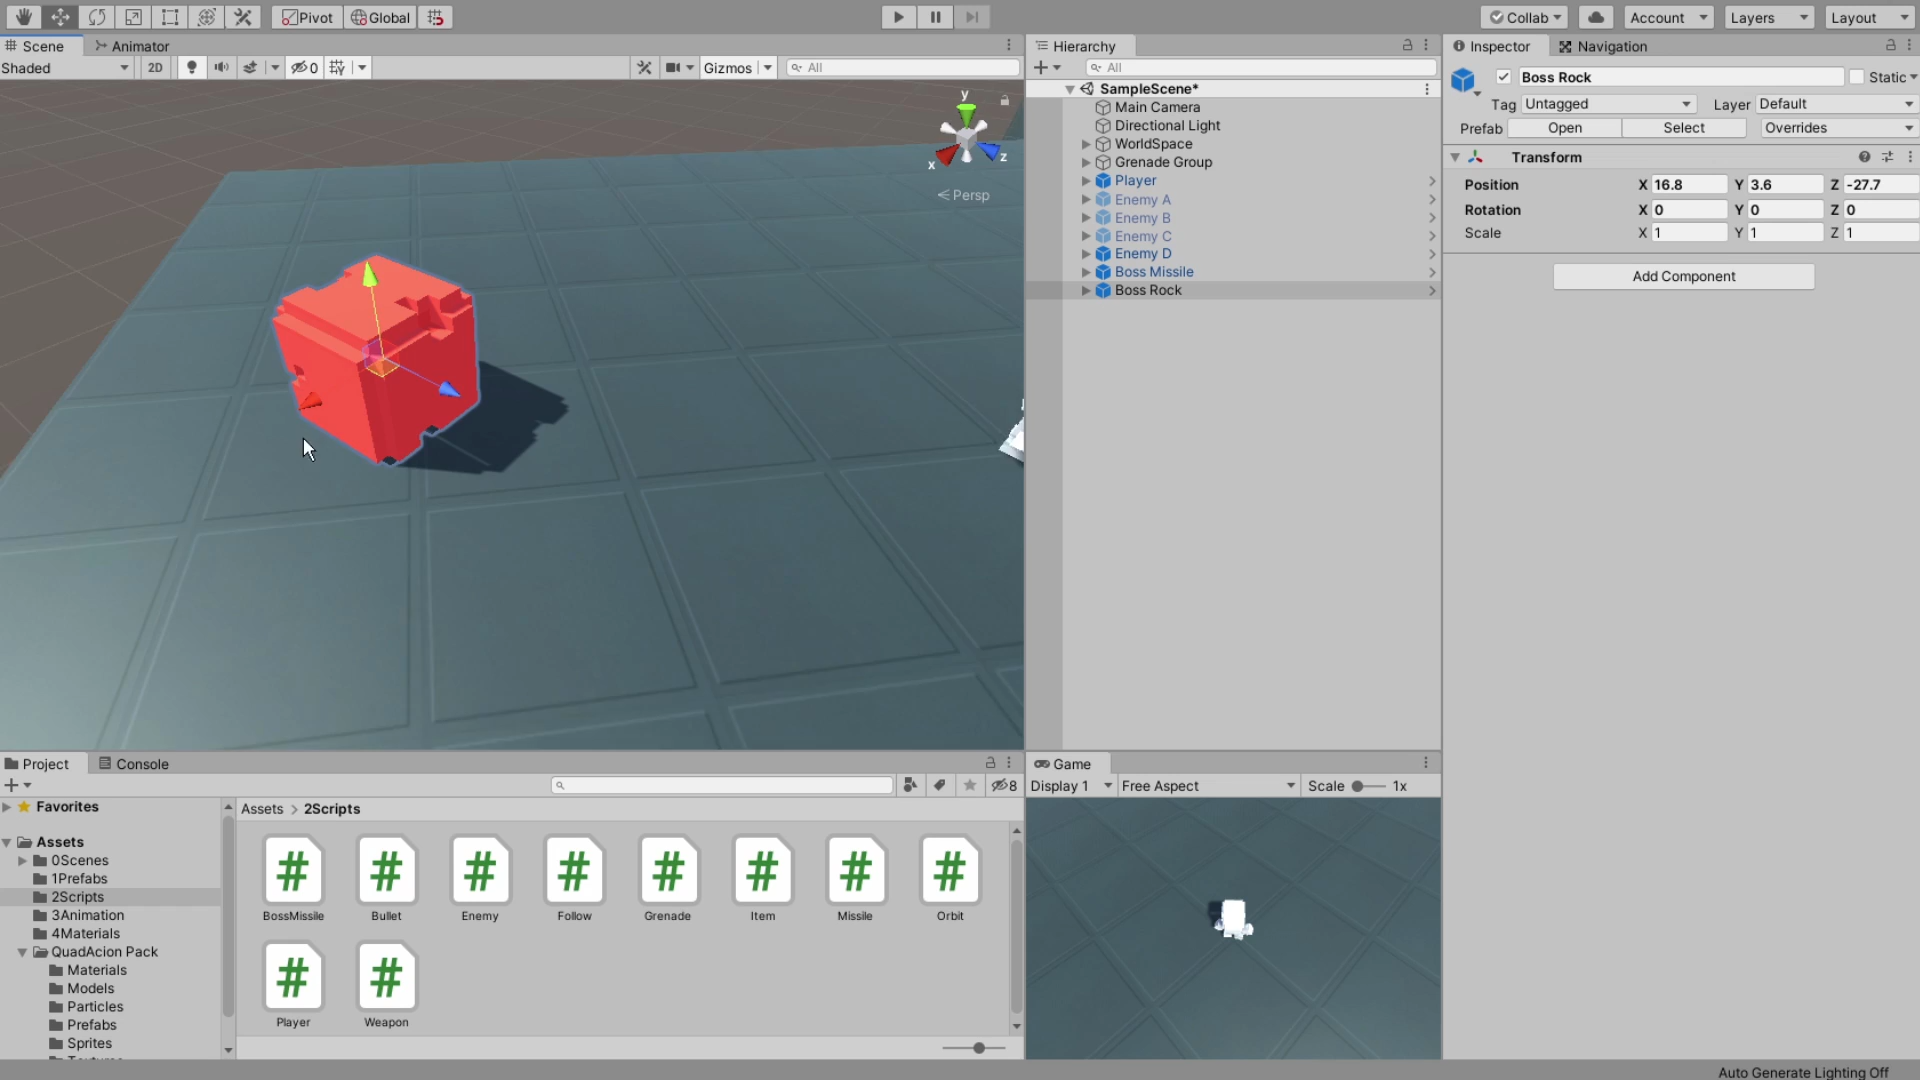 Pivot Global Collab Account Layers Layout
Scene Animator
Shaded 2D 0 Gizmos All
y
x z
Persp
Hierarchy
All
SampleScene*
Main Camera
Directional Light
WorldSpace
Grenade Group
Player
Enemy A
Enemy B
Enemy C
Enemy D
Boss Missile
Boss Rock
Inspector Navigation
Boss Rock Static
Tag Untagged Layer Default
Prefab Open Select Overrides
Transform
Position X 16.8 Y 3.6 Z -27.7
Rotation X 0 Y 0 Z 0
Scale X 1 Y 1 Z 1
Add Component
Project Console
8
Favorites
Assets
0Scenes
1Prefabs
2Scripts
3Animation
4Materials
QuadAcion Pack
Materials
Models
Particles
Prefabs
Sprites
Assets > 2Scripts
BossMissile Bullet Enemy Follow Grenade Item Missile Orbit
Player Weapon
Game
Display 1 Free Aspect Scale 1x
Auto Generate Lighting Off